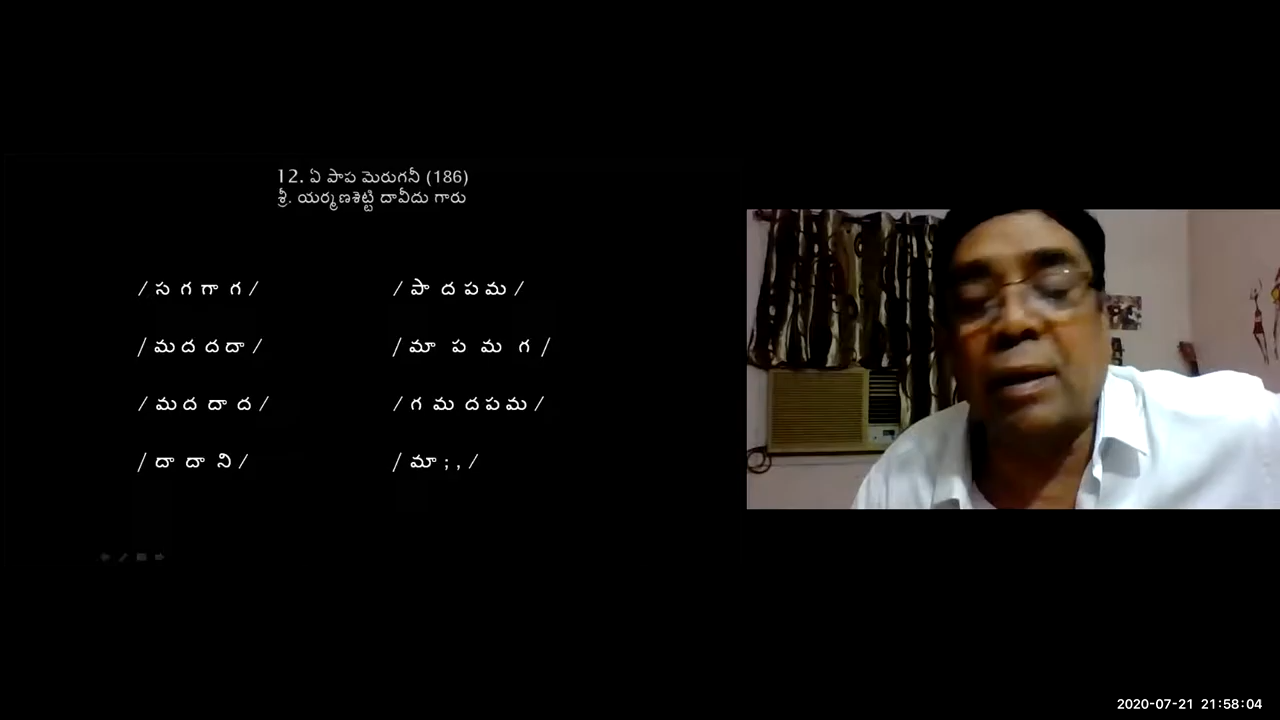 12. ఏ పాప మెరుగనీ (186)
శ్రీ. యర్మణశెట్టి దావీదు గారు
/ స గ గా గ / / పా ద ప మ /
/ మ ద ద దా / / మా ప మ గ /
/ మ ద దా ద / / గ మ ద ప మ /
/ దా దా ని / / మా ; , /
2020-07-21 21:58:04